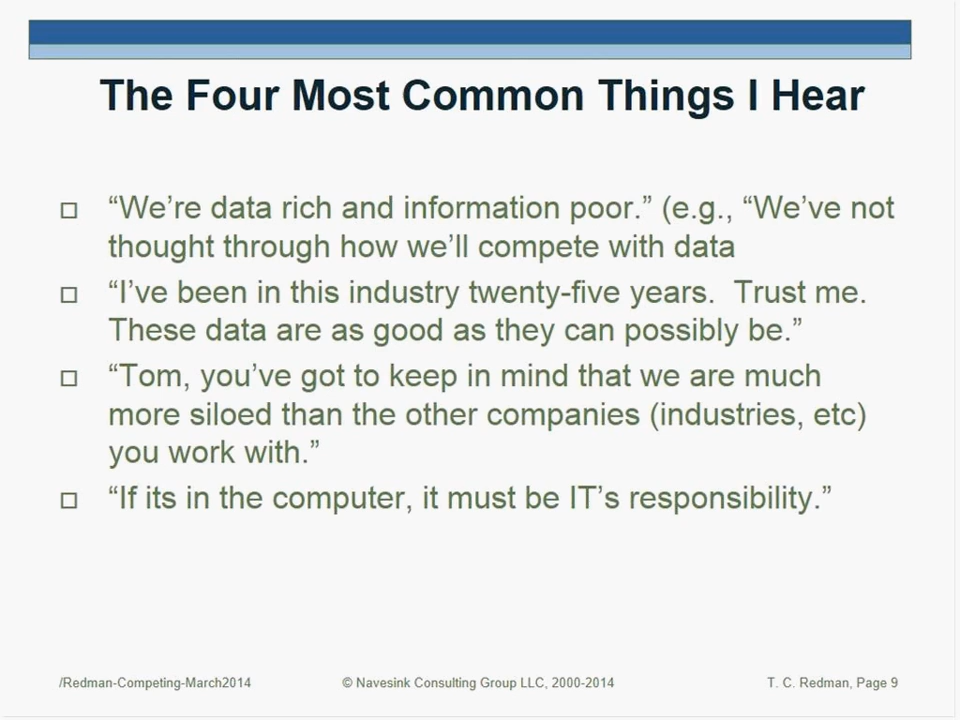 The Four Most Common Things I Hear
“We’re data rich and information poor.” (e.g., “We’ve not
thought through how we’ll compete with data
“I’ve been in this industry twenty-five years.  Trust me.
These data are as good as they can possibly be.”
“Tom, you’ve got to keep in mind that we are much
more siloed than the other companies (industries, etc)
you work with.”
“If its in the computer, it must be IT’s responsibility.”
/Redman-Competing-March2014
© Navesink Consulting Group LLC, 2000-2014
T. C. Redman, Page 9